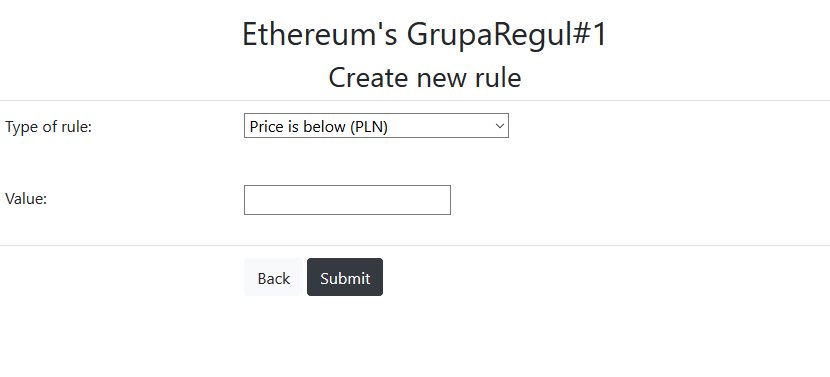 Ethereum's GrupaRegul#1
Create new rule
Type of rule: Price is below (PLN)
Value:
Back Submit